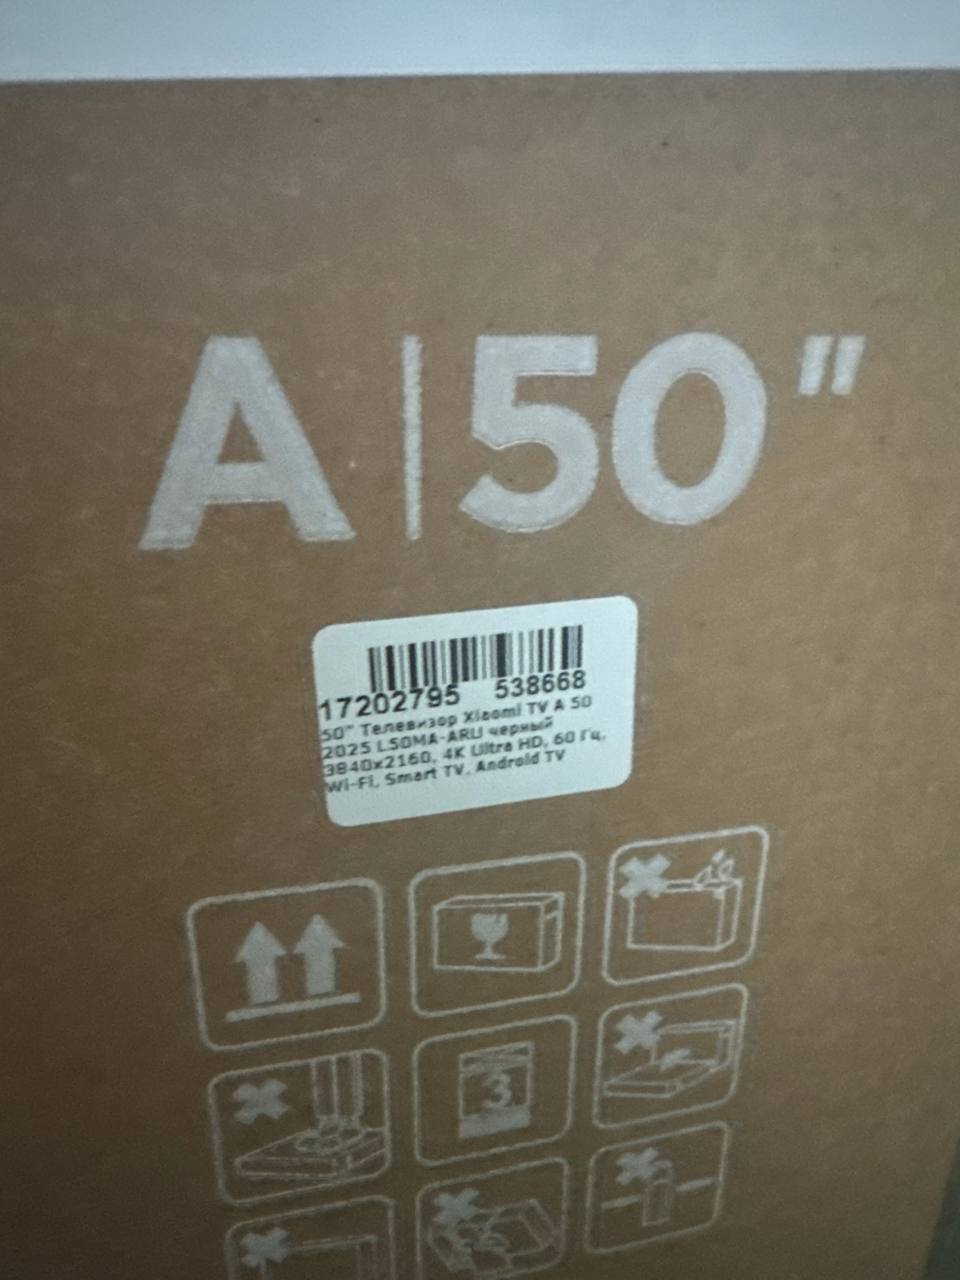 A|50"
17202795 538668
50" Телевизор Xiaomi TV A 50
2025 L50MA-ARU черный
3840x2160, 4K Ultra HD, 60 Гц,
Wi-Fi, Smart TV, Android TV
3